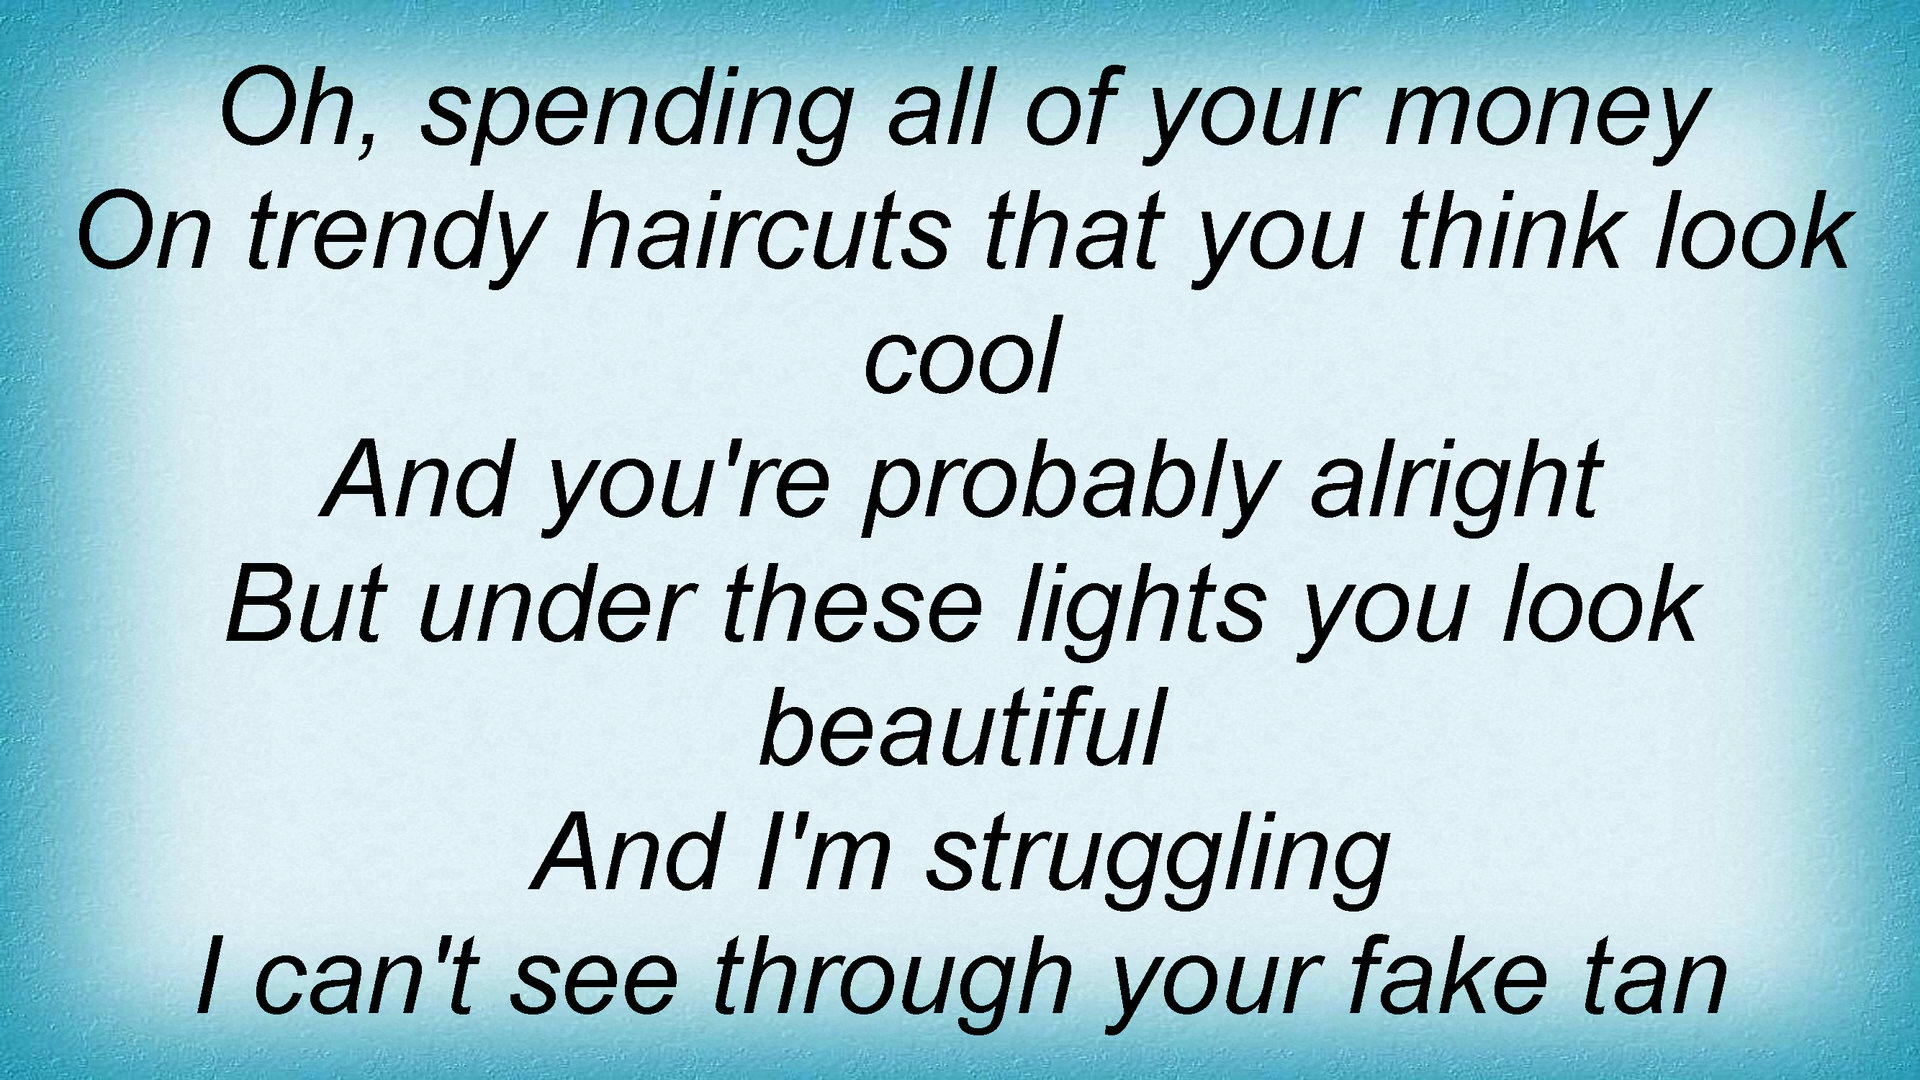 Oh, spending all of your money
On trendy haircuts that you think look
cool
And you're probably alright
But under these lights you look
beautiful
And I'm struggling
I can't see through your fake tan